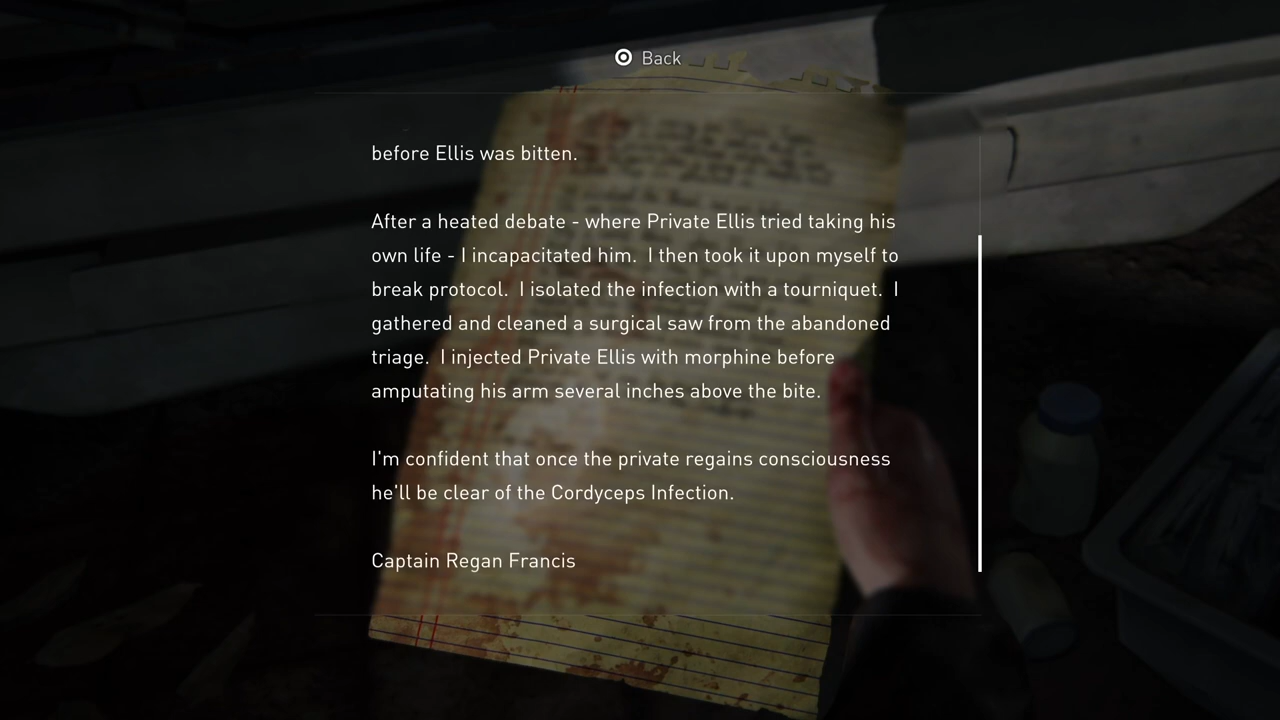 Back
before Ellis was bitten.
After a heated debate - where Private Ellis tried taking his
own life - I incapacitated him.  I then took it upon myself to
break protocol.  I isolated the infection with a tourniquet.  I
gathered and cleaned a surgical saw from the abandoned
triage.  I injected Private Ellis with morphine before
amputating his arm several inches above the bite.
I'm confident that once the private regains consciousness
he'll be clear of the Cordyceps Infection.
Captain Regan Francis